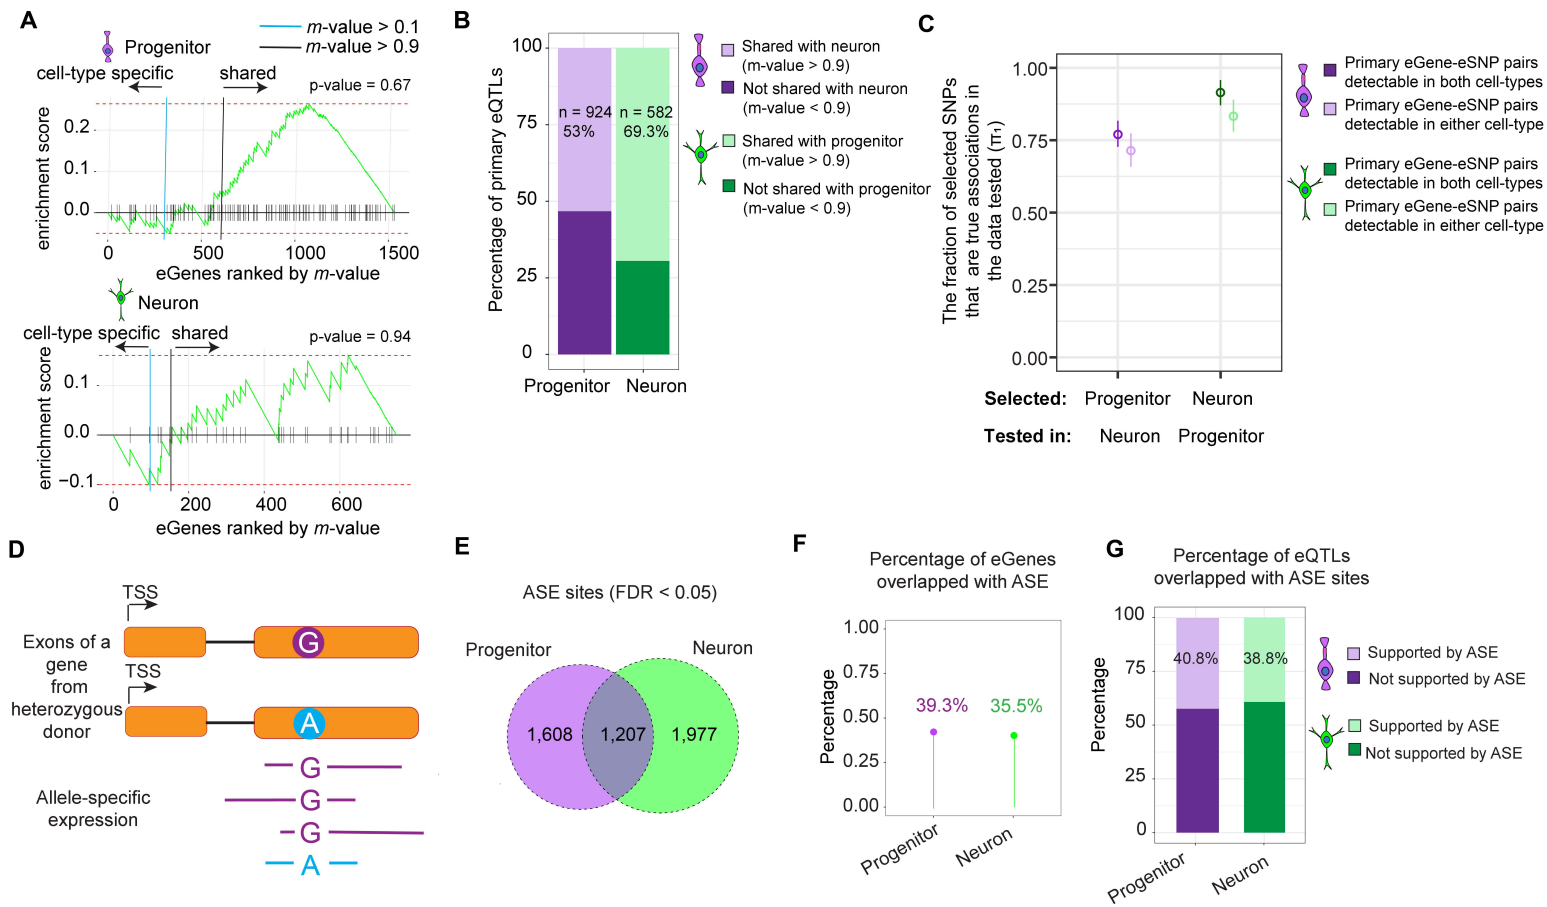 A
m-value > 0.1
m-value > 0.9
Progenitor
cell-type specific
shared
p-value = 0.67
enrichment score
0.2
0.1
0.0
0
500
1000
1500
eGenes ranked by m-value
Neuron
cell-type specific
shared
p-value = 0.94
enrichment score
0.1
0.0
−0.1
0
200
400
600
eGenes ranked by m-value
B
Percentage of primary eQTLs
100
75
50
25
0
n = 924
53%
n = 582
69.3%
Progenitor
Neuron
Shared with neuron
(m-value > 0.9)
Not shared with neuron
(m-value < 0.9)
Shared with progenitor
(m-value > 0.9)
Not shared with progenitor
(m-value < 0.9)
C
The fraction of selected SNPs
that are true associations in
the data tested (π₁)
1.00
0.75
0.50
0.25
0.00
Selected:
Progenitor
Neuron
Tested in:
Neuron
Progenitor
Primary eGene-eSNP pairs
detectable in both cell-types
Primary eGene-eSNP pairs
detectable in either cell-type
Primary eGene-eSNP pairs
detectable in both cell-types
Primary eGene-eSNP pairs
detectable in either cell-type
D
TSS
Exons of a
gene
from
heterozygous
donor
G
TSS
A
Allele-specific
expression
G
G
G
A
E
ASE sites (FDR < 0.05)
Progenitor
Neuron
1,608
1,207
1,977
F
Percentage of eGenes
overlapped with ASE
Percentage
1.00
0.75
0.50
0.25
0.00
39.3%
35.5%
Progenitor
Neuron
G
Percentage of eQTLs
overlapped with ASE sites
Percentage
100
75
50
25
0
40.8%
38.8%
Progenitor
Neuron
Supported by ASE
Not supported by ASE
Supported by ASE
Not supported by ASE